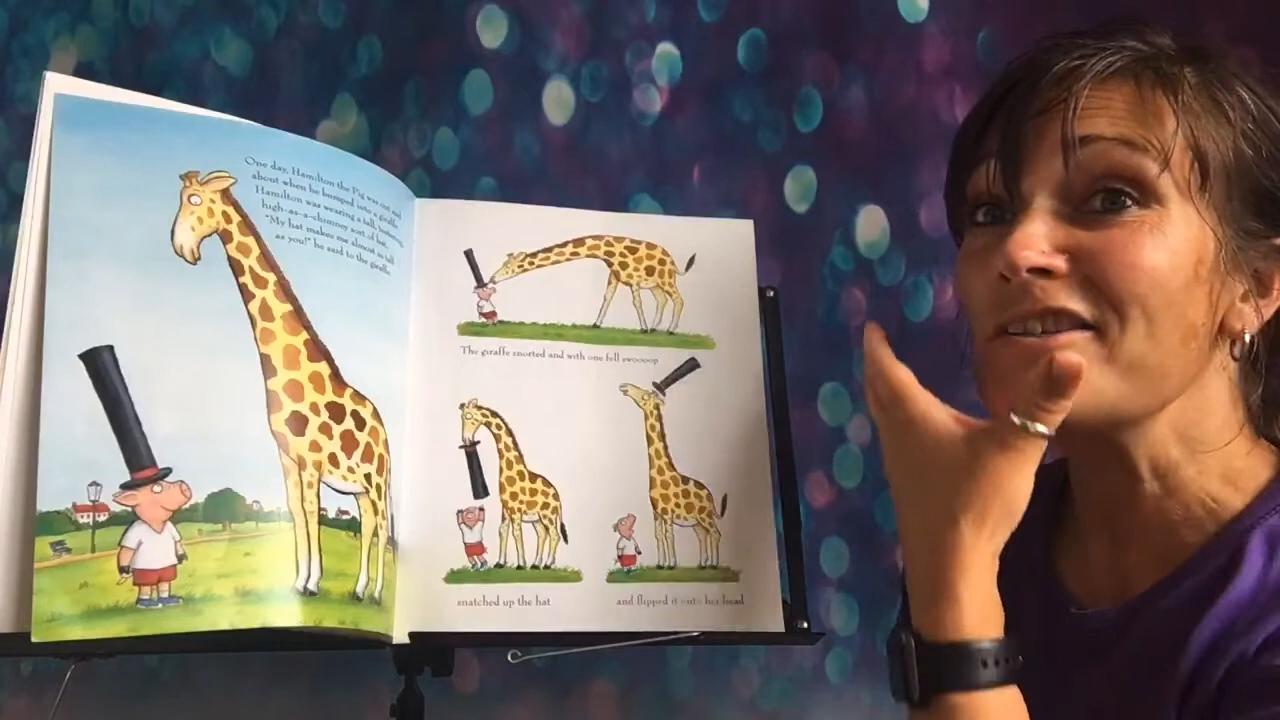 One day, Hamilton the Pig was out and
about when he bumped into a giraffe.
Hamilton was wearing a tall,
high-as-a-chimney sort of hat.
"My hat makes me almost as tall
as you!" he said to the giraffe.
The giraffe snorted and with one fell swoooop
snatched up the hat
and flipped it onto her head